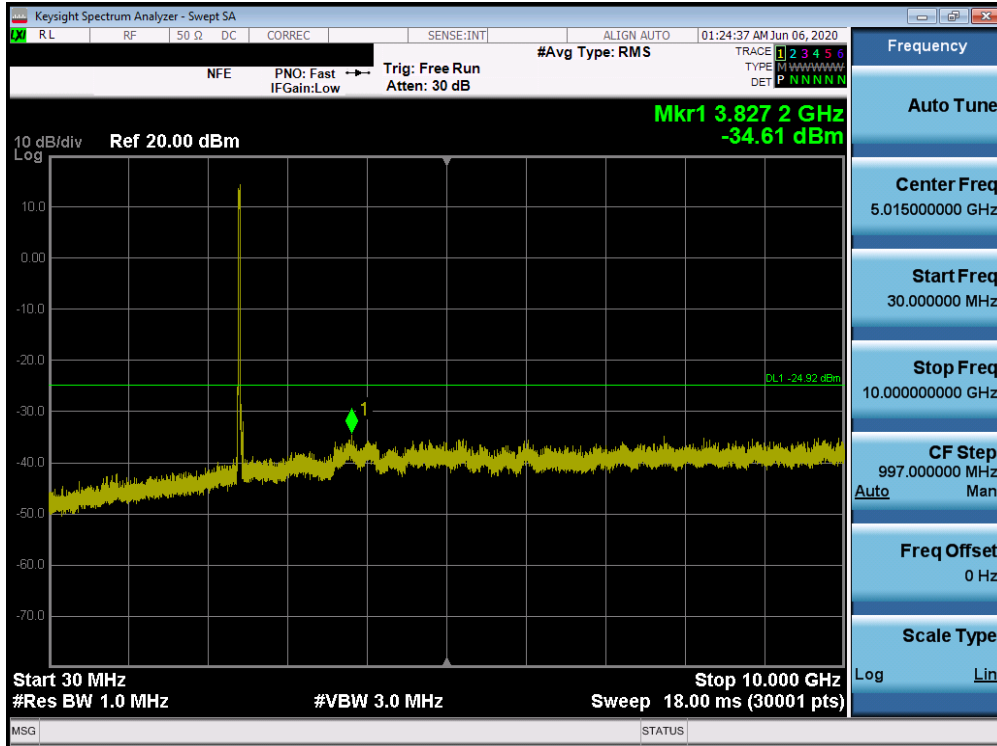 Keysight Spectrum Analyzer - Swept SA
LXI RL RF 50 Ω DC CORREC SENSE:INT ALIGN AUTO 01:24:37 AM Jun 06, 2020
NFE PNO: Fast IFGain:Low Trig: Free Run Atten: 30 dB #Avg Type: RMS
TRACE 1 2 3 4 5 6
TYPE M W W W W W
DET P N N N N N
Mkr1 3.827 2 GHz
-34.61 dBm
10 dB/div Ref 20.00 dBm
Log
10.0
0.00
-10.0
-20.0
DL1 -24.92 dBm
-30.0
1
-40.0
-50.0
-60.0
-70.0
Start 30 MHz Stop 10.000 GHz
#Res BW 1.0 MHz #VBW 3.0 MHz Sweep 18.00 ms (30001 pts)
MSG STATUS
Frequency
Auto Tune
Center Freq
5.015000000 GHz
Start Freq
30.000000 MHz
Stop Freq
10.000000000 GHz
CF Step
997.000000 MHz
Auto Man
Freq Offset
0 Hz
Scale Type
Log Lin